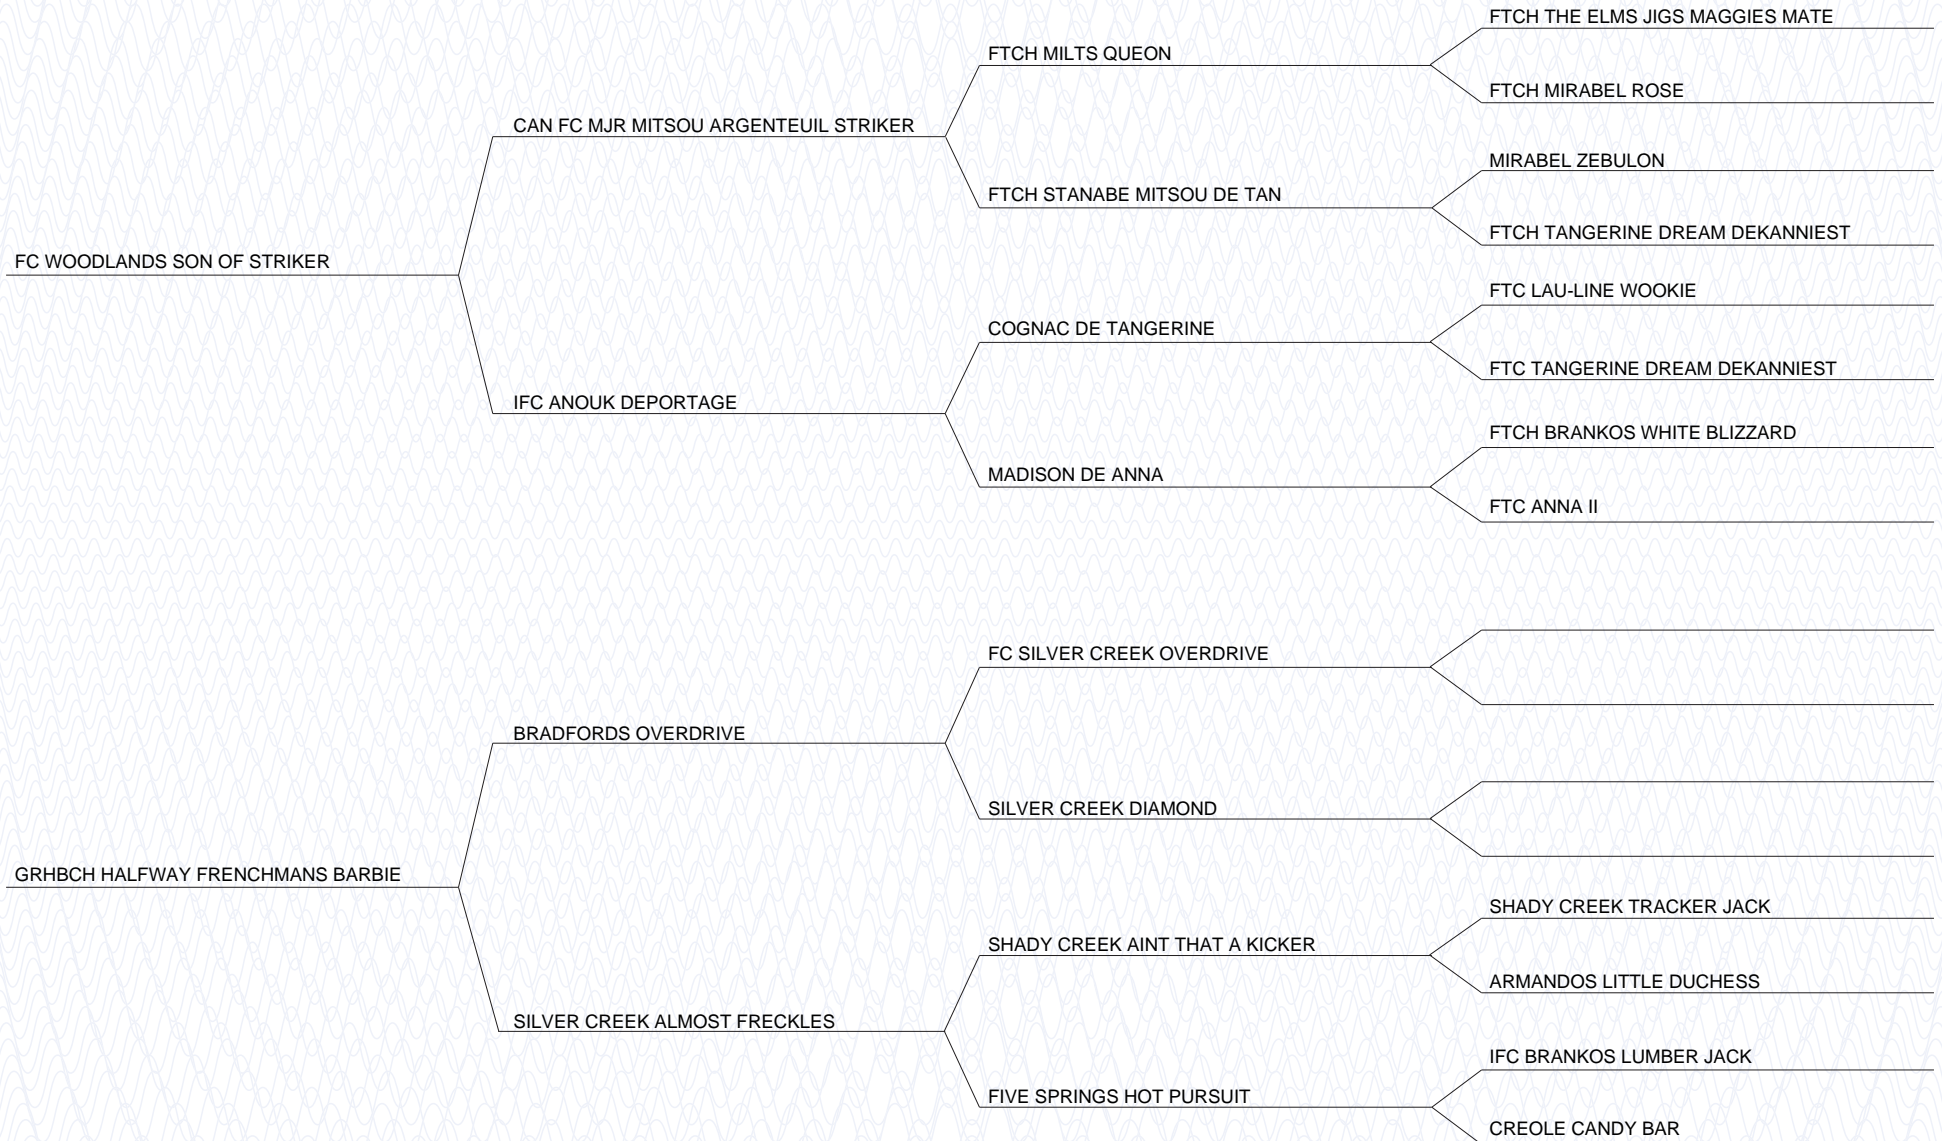 FTCH THE ELMS JIGS MAGGIES MATE
FTCH MILTS QUEON
FTCH MIRABEL ROSE
CAN FC MJR MITSOU ARGENTEUIL STRIKER
MIRABEL ZEBULON
FTCH STANABE MITSOU DE TAN
FTCH TANGERINE DREAM DEKANNIEST
FC WOODLANDS SON OF STRIKER
FTC LAU-LINE WOOKIE
COGNAC DE TANGERINE
FTC TANGERINE DREAM DEKANNIEST
IFC ANOUK DEPORTAGE
FTCH BRANKOS WHITE BLIZZARD
MADISON DE ANNA
FTC ANNA II
FC SILVER CREEK OVERDRIVE
BRADFORDS OVERDRIVE
SILVER CREEK DIAMOND
GRHBCH HALFWAY FRENCHMANS BARBIE
SHADY CREEK TRACKER JACK
SHADY CREEK AINT THAT A KICKER
ARMANDOS LITTLE DUCHESS
SILVER CREEK ALMOST FRECKLES
IFC BRANKOS LUMBER JACK
FIVE SPRINGS HOT PURSUIT
CREOLE CANDY BAR